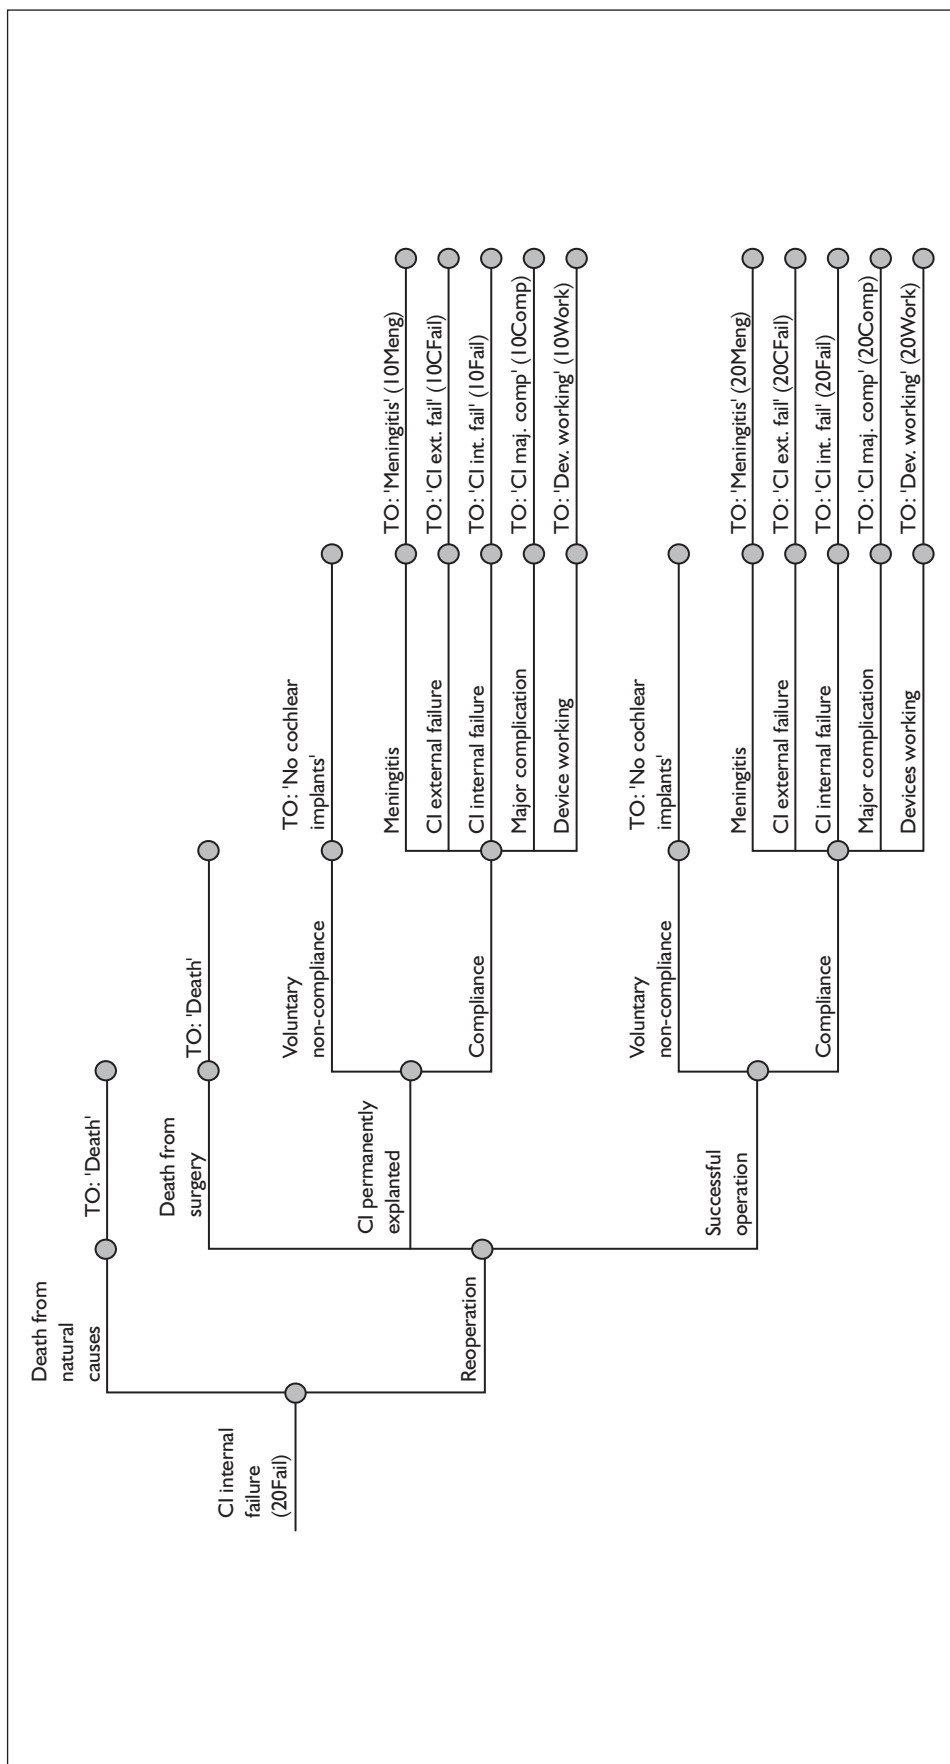 CI internal
failure
(20Fail)
Death from
natural
causes
TO: 'Death'
Reoperation
Death from
surgery
TO: 'Death'
CI permanently
explanted
Voluntary
non-compliance
TO: 'No cochlear
implants'
Compliance
Meningitis
TO: 'Meningitis' (10Meng)
CI external failure
TO: 'CI ext. fail' (10CFail)
CI internal failure
TO: 'CI int. fail' (10Fail)
Major complication
TO: 'CI maj. comp' (10Comp)
Device working
TO: 'Dev. working' (10Work)
Successful
operation
Voluntary
non-compliance
TO: 'No cochlear
implants'
Compliance
Meningitis
TO: 'Meningitis' (20Meng)
CI external failure
TO: 'CI ext. fail' (20CFail)
CI internal failure
TO: 'CI int. fail' (20Fail)
Major complication
TO: 'CI maj. comp' (20Comp)
Devices working
TO: 'Dev. working' (20Work)